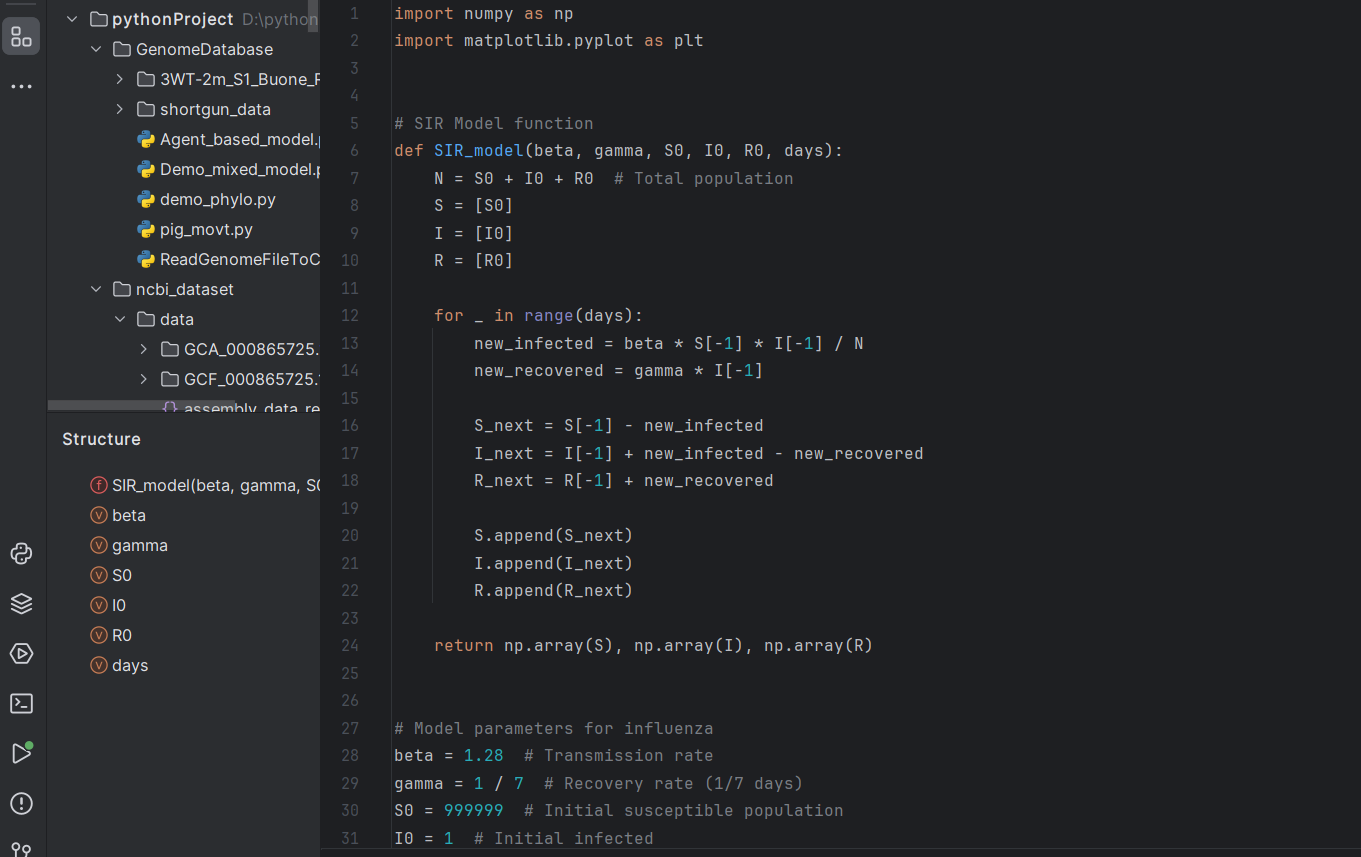 pythonProject D:\python
GenomeDatabase
3WT-2m_S1_Buone_F
shortgun_data
Agent_based_model.p
Demo_mixed_model.p
demo_phylo.py
pig_movt.py
ReadGenomeFileToC
ncbi_dataset
data
GCA_000865725.
GCF_000865725.1
{} assembly_data_re
Structure
f SIR_model(beta, gamma, S0
v beta
v gamma
v S0
v I0
v R0
v days
1 import numpy as np
2 import matplotlib.pyplot as plt
3
4
5 # SIR Model function
6 def SIR_model(beta, gamma, S0, I0, R0, days):
7 N = S0 + I0 + R0  # Total population
8 S = [S0]
9 I = [I0]
10 R = [R0]
11
12 for _ in range(days):
13 new_infected = beta * S[-1] * I[-1] / N
14 new_recovered = gamma * I[-1]
15
16 S_next = S[-1] - new_infected
17 I_next = I[-1] + new_infected - new_recovered
18 R_next = R[-1] + new_recovered
19
20 S.append(S_next)
21 I.append(I_next)
22 R.append(R_next)
23
24 return np.array(S), np.array(I), np.array(R)
25
26
27 # Model parameters for influenza
28 beta = 1.28  # Transmission rate
29 gamma = 1 / 7  # Recovery rate (1/7 days)
30 S0 = 999999  # Initial susceptible population
31 I0 = 1  # Initial infected